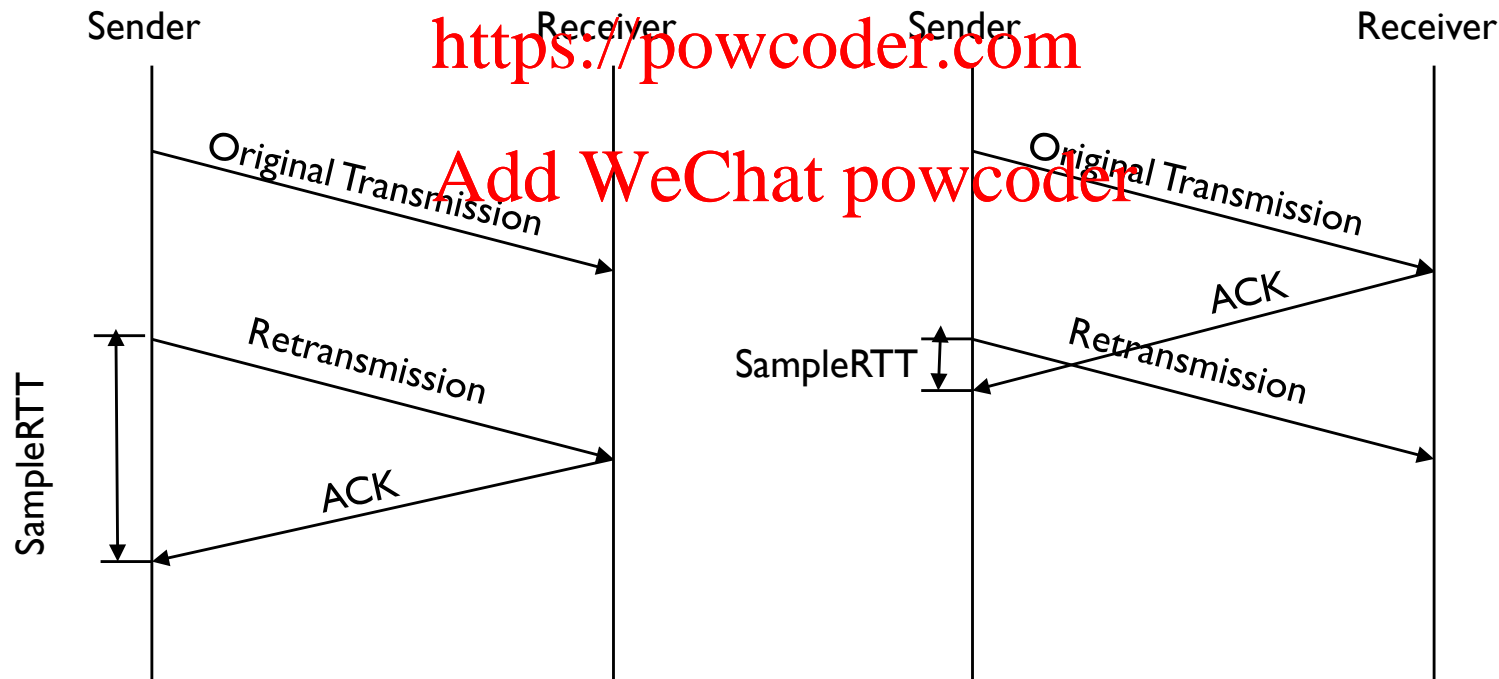 Sender
Receiver
Sender
Receiver
https://powcoder.com
Original Transmission
Original Transmission
Add WeChat powcoder
ACK
Retransmission
Retransmission
SampleRTT
SampleRTT
ACK